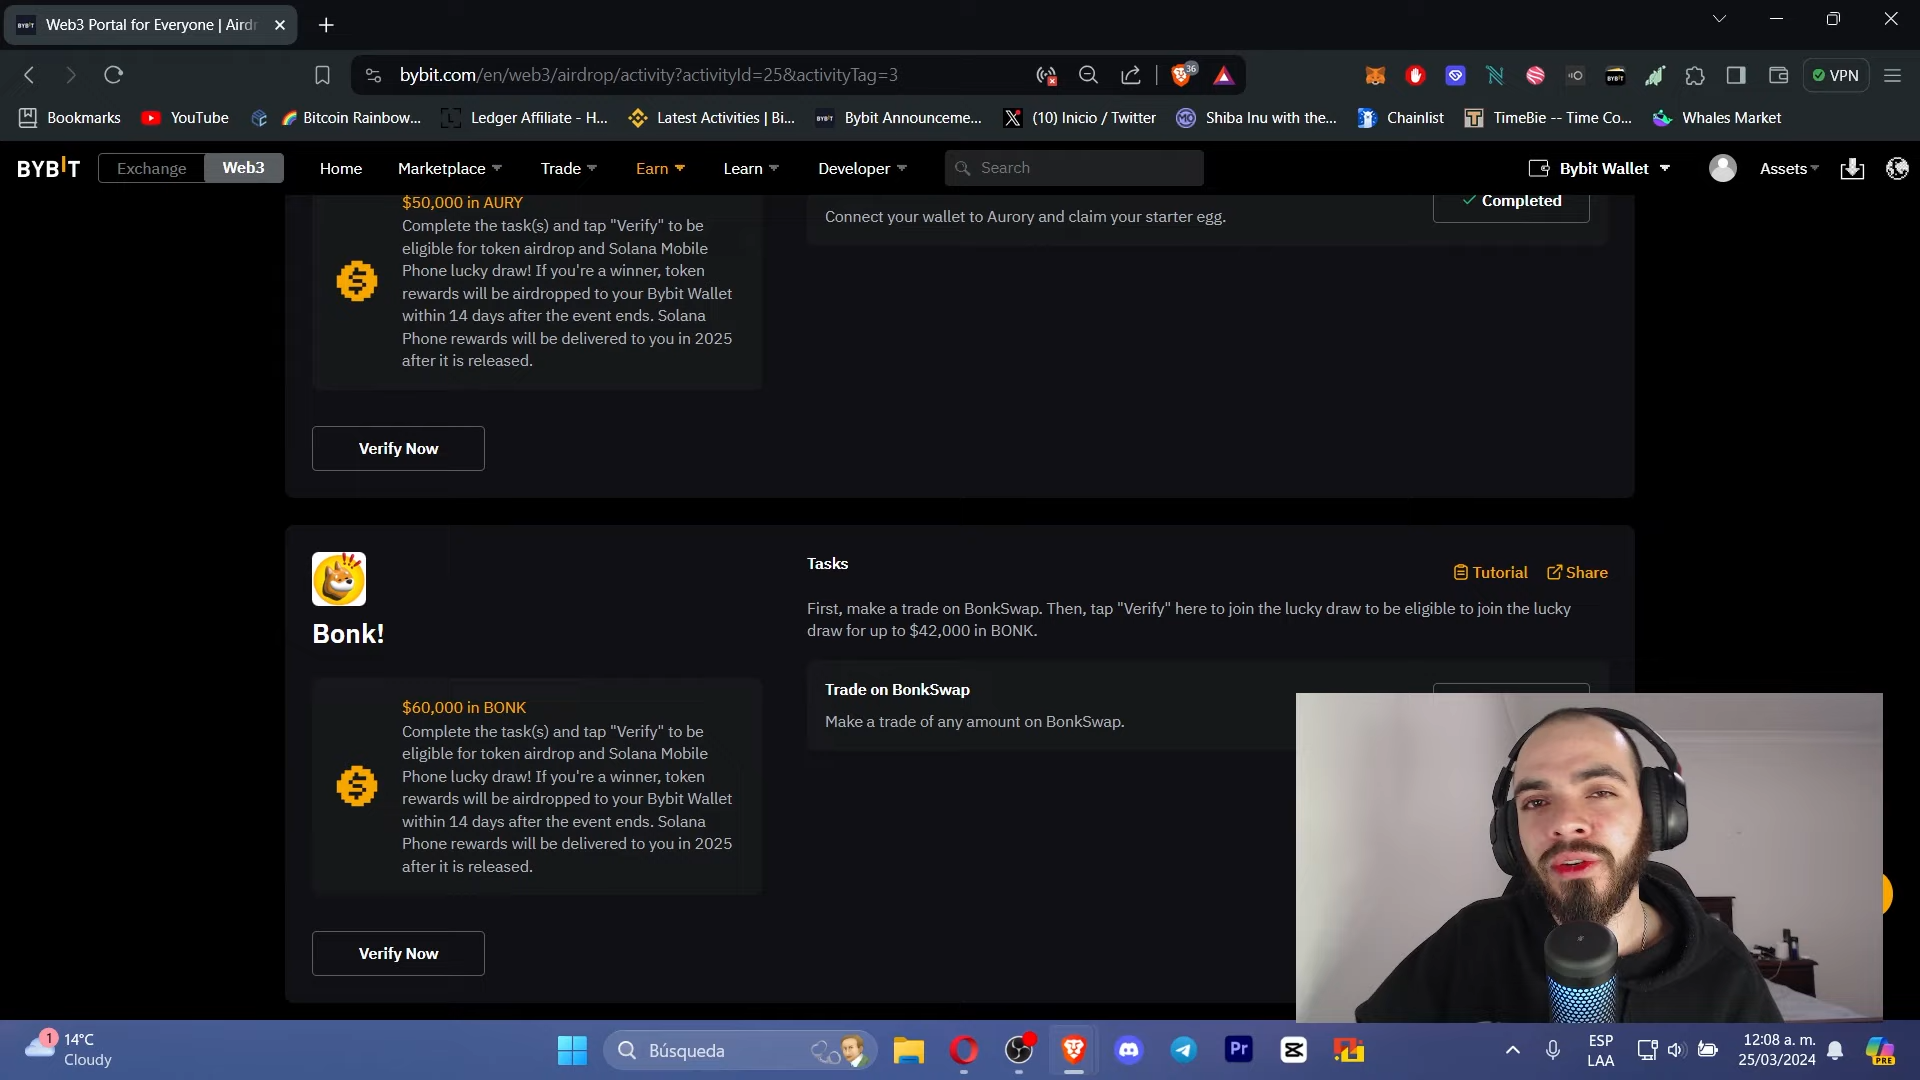 Web3 Portal for Everyone | Aird
bybit.com/en/web3/airdrop/activity?activityId=25&activityTag=3
36
VPN
Bookmarks
YouTube
Bitcoin Rainbow...
Ledger Affiliate - H...
Latest Activities | Bi...
Bybit Announceme...
(10) Inicio / Twitter
Shiba Inu with the...
Chainlist
TimeBie -- Time Co...
Whales Market
BYBIT
Exchange
Web3
Home
Marketplace
Trade
Earn
Learn
Developer
Search
Bybit Wallet
Assets
$50,000 in AURY
Complete the task(s) and tap "Verify" to be
eligible for token airdrop and Solana Mobile
Phone lucky draw! If you're a winner, token
rewards will be airdropped to your Bybit Wallet
within 14 days after the event ends. Solana
Phone rewards will be delivered to you in 2025
after it is released.
Connect your wallet to Aurory and claim your starter egg.
Completed
Verify Now
Bonk!
Tasks
Tutorial
Share
First, make a trade on BonkSwap. Then, tap "Verify" here to join the lucky draw to be eligible to join the lucky
draw for up to $42,000 in BONK.
Trade on BonkSwap
Make a trade of any amount on BonkSwap.
$60,000 in BONK
Complete the task(s) and tap "Verify" to be
eligible for token airdrop and Solana Mobile
Phone lucky draw! If you're a winner, token
rewards will be airdropped to your Bybit Wallet
within 14 days after the event ends. Solana
Phone rewards will be delivered to you in 2025
after it is released.
Verify Now
1
14°C
Cloudy
Búsqueda
Pr
ESP
LAA
12:08 a. m.
25/03/2024
PRE